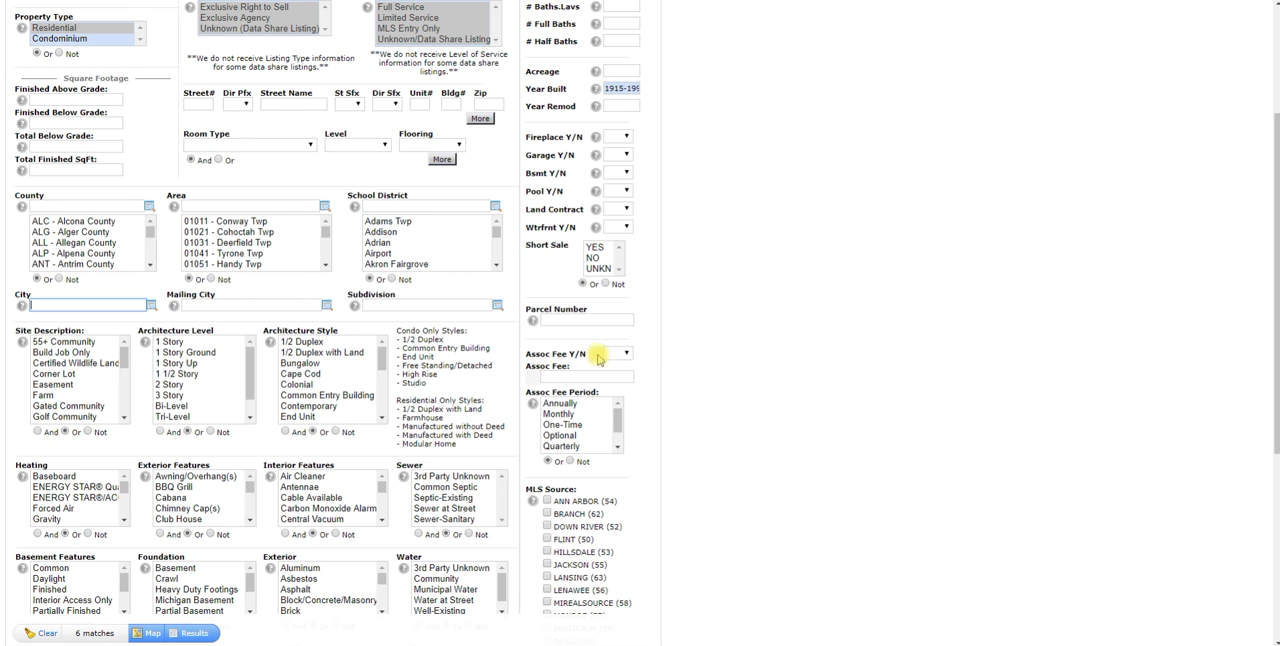 # Baths.Lavs
# Full Baths
# Half Baths
Property Type
Residential
Condominium
Or Not
Exclusive Right to Sell
Exclusive Agency
Unknown (Data Share Listing)
**We do not receive Listing Type information
for some data share listings.**
Full Service
Limited Service
MLS Entry Only
Unknown/Data Share Listing
**We do not receive Level of Service
information for some data share
listings.**
Square Footage
Finished Above Grade:
Finished Below Grade:
Total Below Grade:
Total Finished SqFt:
Street# Dir Pfx Street Name St Sfx Dir Sfx Unit# Bldg# Zip
More
Room Type Level Flooring
And Or
More
Acreage
Year Built 1915-199
Year Remod
Fireplace Y/N
Garage Y/N
Bsmt Y/N
Pool Y/N
Land Contract
Wtrfrnt Y/N
Short Sale
YES
NO
UNKN
Or Not
County
ALC - Alcona County
ALG - Alger County
ALL - Allegan County
ALP - Alpena County
ANT - Antrim County
Or Not
Area
01011 - Conway Twp
01021 - Cohoctah Twp
01031 - Deerfield Twp
01041 - Tyrone Twp
01051 - Handy Twp
Or Not
School District
Adams Twp
Addison
Adrian
Airport
Akron Fairgrove
Or Not
City
Mailing City
Subdivision
Parcel Number
Site Description:
55+ Community
Build Job Only
Certified Wildlife Land
Corner Lot
Easement
Farm
Gated Community
Golf Community
And Or Not
Architecture Level
1 Story
1 Story Ground
1 Story Up
1 1/2 Story
2 Story
3 Story
Bi-Level
Tri-Level
And Or Not
Architecture Style
1/2 Duplex
1/2 Duplex with Land
Bungalow
Cape Cod
Colonial
Common Entry Building
Contemporary
End Unit
And Or Not
Condo Only Styles:
- 1/2 Duplex
- Common Entry Building
- End Unit
- Free Standing/Detached
- High Rise
- Studio
Residential Only Styles:
- 1/2 Duplex with Land
- Farmhouse
- Manufactured without Deed
- Manufactured with Deed
- Modular Home
Assoc Fee Y/N
Assoc Fee:
Assoc Fee Period:
Annually
Monthly
One-Time
Optional
Quarterly
Or Not
Heating
Baseboard
ENERGY STAR® Qu
ENERGY STAR®/AC
Forced Air
Gravity
And Or Not
Exterior Features
Awning/Overhang(s)
BBQ Grill
Cabana
Chimney Cap(s)
Club House
And Or Not
Interior Features
Air Cleaner
Antennae
Cable Available
Carbon Monoxide Alarm
Central Vacuum
And Or Not
Sewer
3rd Party Unknown
Common Septic
Septic-Existing
Sewer at Street
Sewer-Sanitary
And Or Not
MLS Source:
ANN ARBOR (54)
BRANCH (62)
DOWN RIVER (52)
FLINT (50)
HILLSDALE (53)
JACKSON (55)
LANSING (63)
LENAWEE (56)
MIREALSOURCE (58)
Basement Features
Common
Daylight
Finished
Interior Access Only
Partially Finished
Foundation
Basement
Crawl
Heavy Duty Footings
Michigan Basement
Partial Basement
Exterior
Aluminum
Asbestos
Asphalt
Block/Concrete/Masonry
Brick
Water
3rd Party Unknown
Community
Municipal Water
Water at Street
Well-Existing
Clear 6 matches Map Results